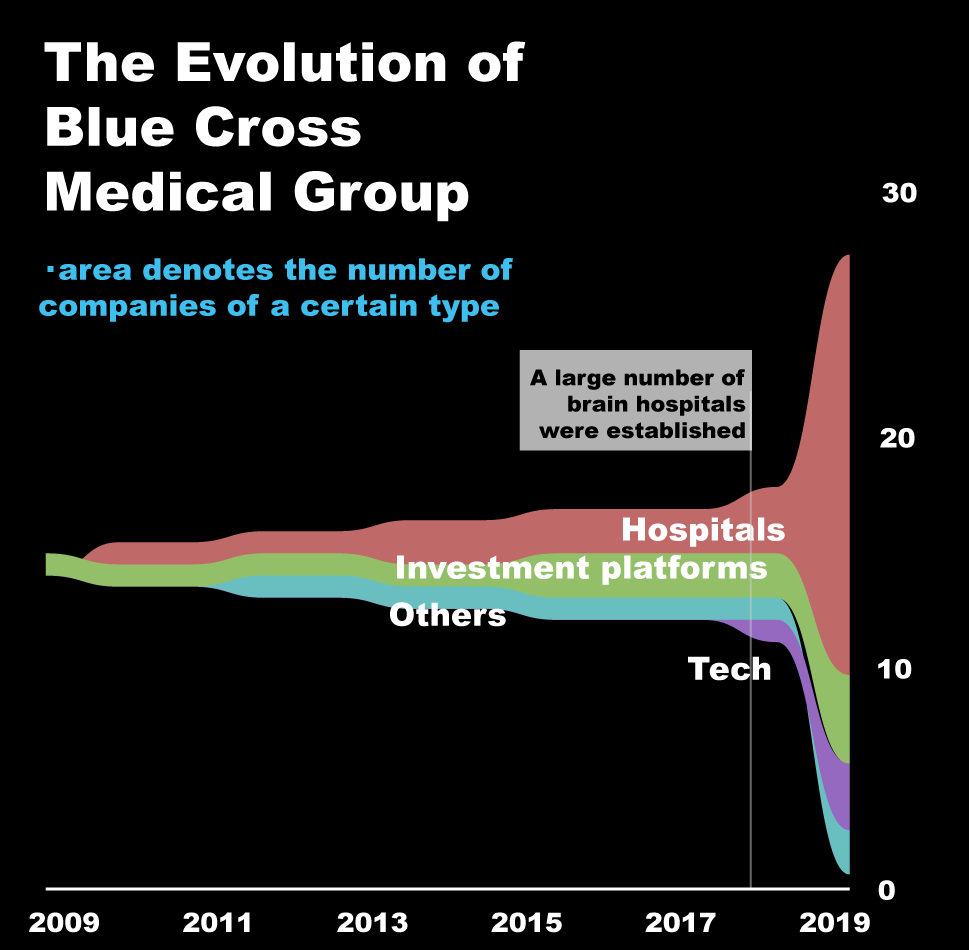 The Evolution of
Blue Cross
Medical Group
·area denotes the number of
companies of a certain type
30
A large number of
brain hospitals
were established
20
Hospitals
Investment platforms
Others
Tech
10
0
2009 2011 2013 2015 2017 2019